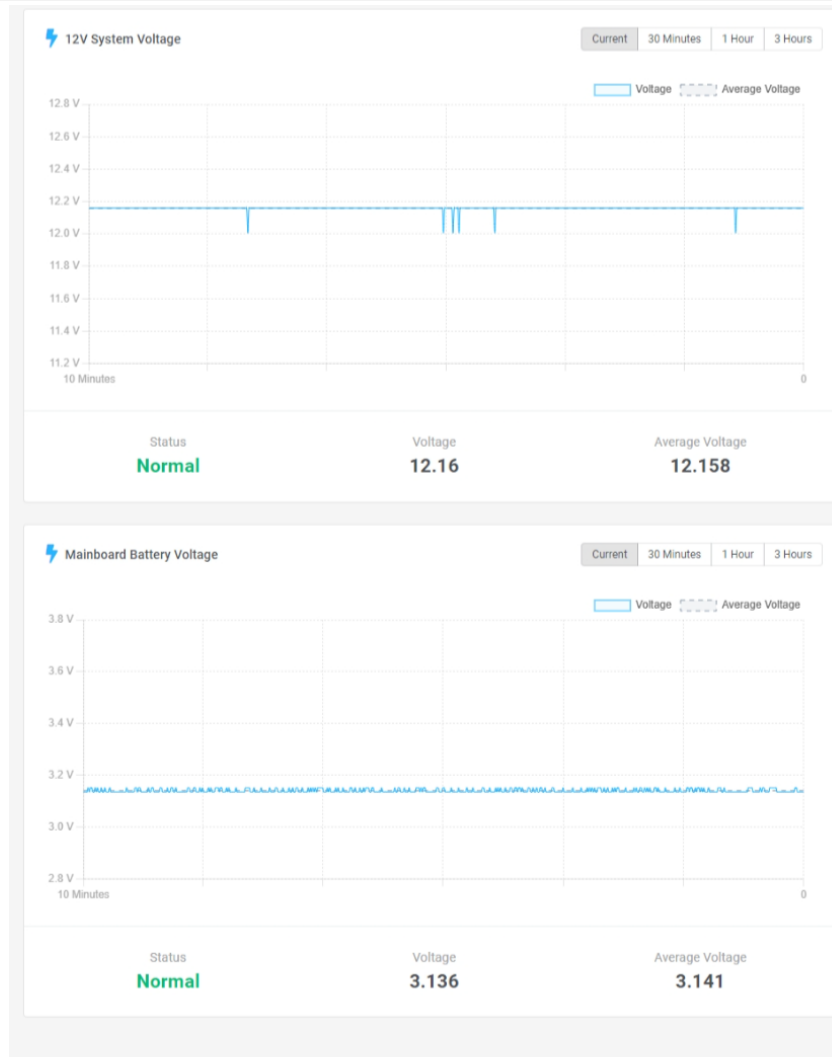 12V System Voltage
Current 30 Minutes 1 Hour 3 Hours
Voltage Average Voltage
12.8 V
12.6 V
12.4 V
12.2 V
12.0 V
11.8 V
11.6 V
11.4 V
11.2 V
10 Minutes 0
Status Voltage Average Voltage
Normal 12.16 12.158
Mainboard Battery Voltage
Current 30 Minutes 1 Hour 3 Hours
Voltage Average Voltage
3.8 V
3.6 V
3.4 V
3.2 V
3.0 V
2.8 V
10 Minutes 0
Status Voltage Average Voltage
Normal 3.136 3.141